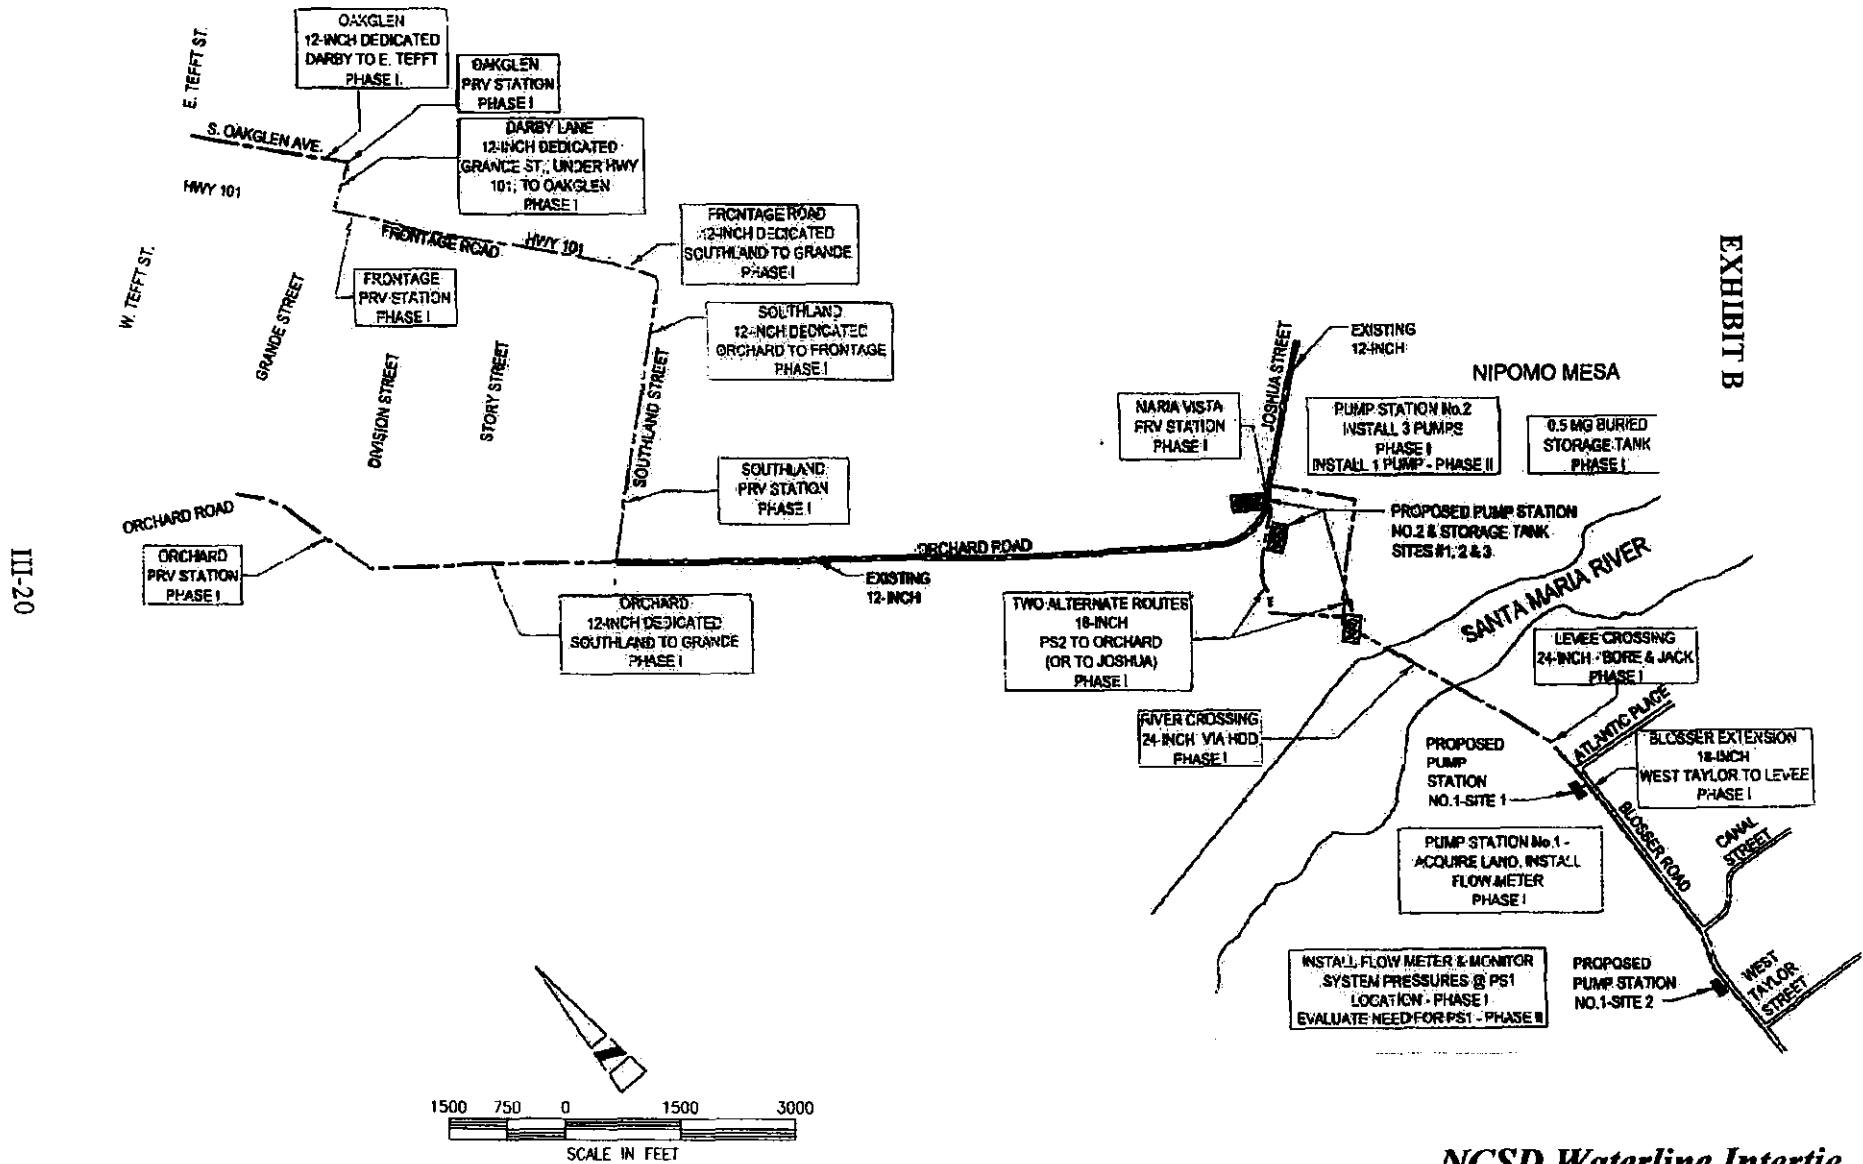 OAKGLEN
12-INCH DEDICATED
DARBY TO E. TEFFT
PHASE I.
E. TEFFT ST.
OAKGLEN
PRV STATION
PHASE I
S. OAKGLEN AVE.
DARBY LANE
12-INCH DEDICATED
GRANCE ST., UNDER HWY
101, TO OAKGLEN
PHASE I
HWY 101
FRONTAGE ROAD
12-INCH DEDICATED
SOUTHLAND TO GRANDE
PHASE I
FRONTAGE ROAD
HWY 101
W. TEFFT ST.
FRONTAGE
PRV STATION
PHASE I
GRANDE STREET
SOUTHLAND
12-INCH DEDICATED
ORCHARD TO FRONTAGE
PHASE I
DIVISION STREET
STORY STREET
SOUTHLAND STREET
SOUTHLAND
PRV STATION
PHASE I
ORCHARD ROAD
ORCHARD
PRV STATION
PHASE I
ORCHARD
12-INCH DEDICATED
SOUTHLAND TO GRANDE
PHASE I
ORCHARD ROAD
EXISTING
12-INCH
JOSHUA STREET
EXISTING
12-INCH
NIPOMO MESA
EXHIBIT B
MARIA VISTA
PRV STATION
PHASE I
PUMP STATION No.2
INSTALL 3 PUMPS
PHASE I
INSTALL 1 PUMP - PHASE II
0.5 MG BURIED
STORAGE TANK
PHASE I
PROPOSED PUMP STATION
NO.2 & STORAGE TANK
SITES #1, 2 & 3
TWO ALTERNATE ROUTES
18-INCH
PS2 TO ORCHARD
(OR TO JOSHUA)
PHASE I
SANTA MARIA RIVER
LEVEE CROSSING
24-INCH - BORE & JACK
PHASE I
RIVER CROSSING
24-INCH VIA HDD
PHASE I
ATLANTIC PLACE
PROPOSED
PUMP
STATION
NO.1-SITE 1
BLOSSER EXTENSION
18-INCH
WEST TAYLOR TO LEVEE
PHASE I
BLOSSER ROAD
CANAL
STREET
PUMP STATION No.1 -
ACQUIRE LAND, INSTALL
FLOW METER
PHASE I
INSTALL FLOW METER & MONITOR
SYSTEM PRESSURES @ PS1
LOCATION - PHASE I
EVALUATE NEED FOR PS1 - PHASE II
PROPOSED
PUMP STATION
NO.1-SITE 2
WEST
TAYLOR
STREET
III-20
1500 750 0 1500 3000
SCALE IN FEET
NCSD Waterline Intertie